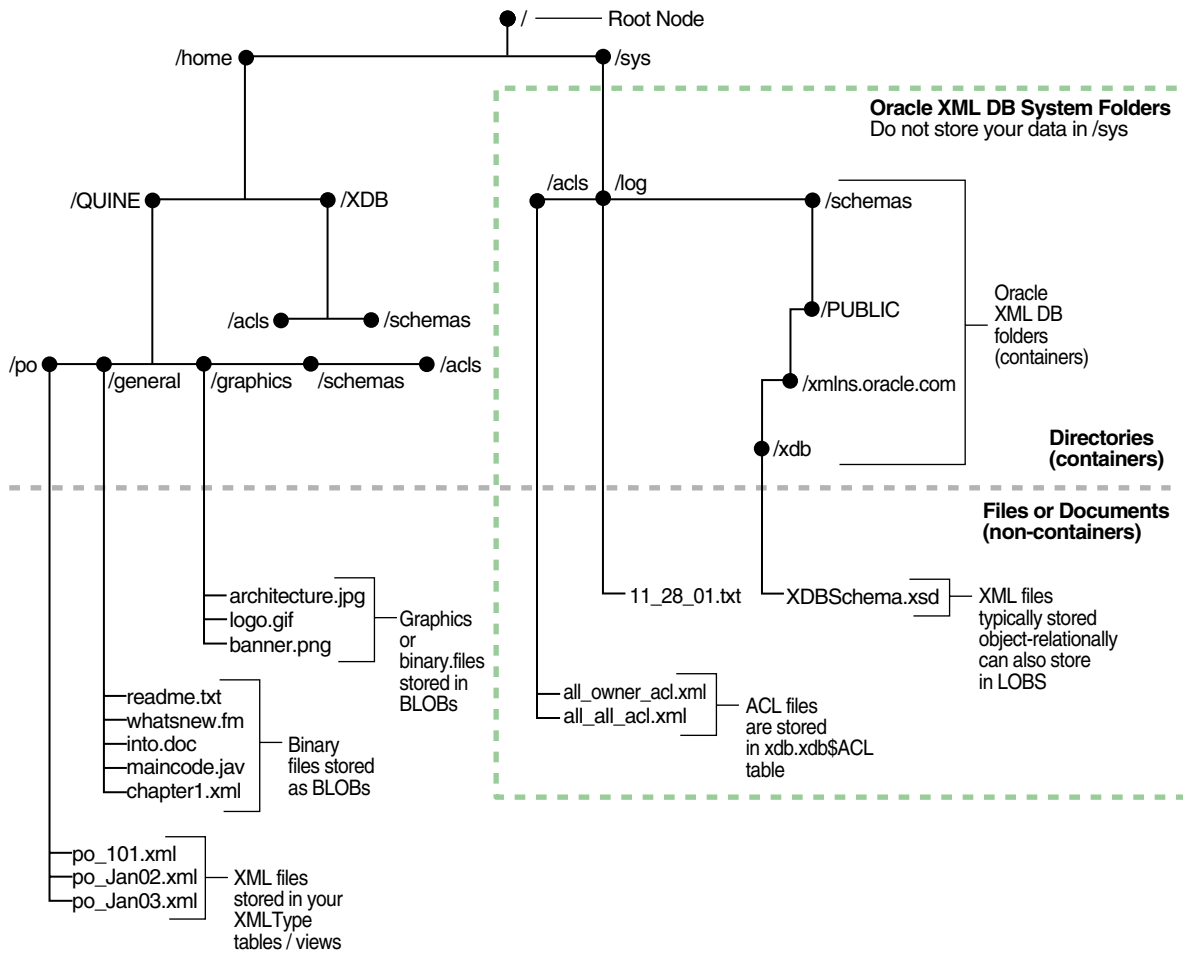 /
Root Node
/home
/sys
Oracle XML DB System Folders
Do not store your data in /sys
/QUINE
/XDB
/acls
/log
/schemas
/acls
/schemas
/PUBLIC
/xmlns.oracle.com
/xdb
Oracle
XML DB
folders
(containers)
/po
/general
/graphics
/schemas
/acls
Directories
(containers)
Files or Documents
(non-containers)
architecture.jpg
logo.gif
banner.png
Graphics
or
binary.files
stored in
BLOBs
11_28_01.txt
XDBSchema.xsd
XML files
typically stored
object-relationally
can also store
in LOBS
readme.txt
whatsnew.fm
into.doc
maincode.jav
chapter1.xml
Binary
files stored
as BLOBs
all_owner_acl.xml
all_all_acl.xml
ACL files
are stored
in xdb.xdb$ACL
table
po_101.xml
po_Jan02.xml
po_Jan03.xml
XML files
stored in your
XMLType
tables / views